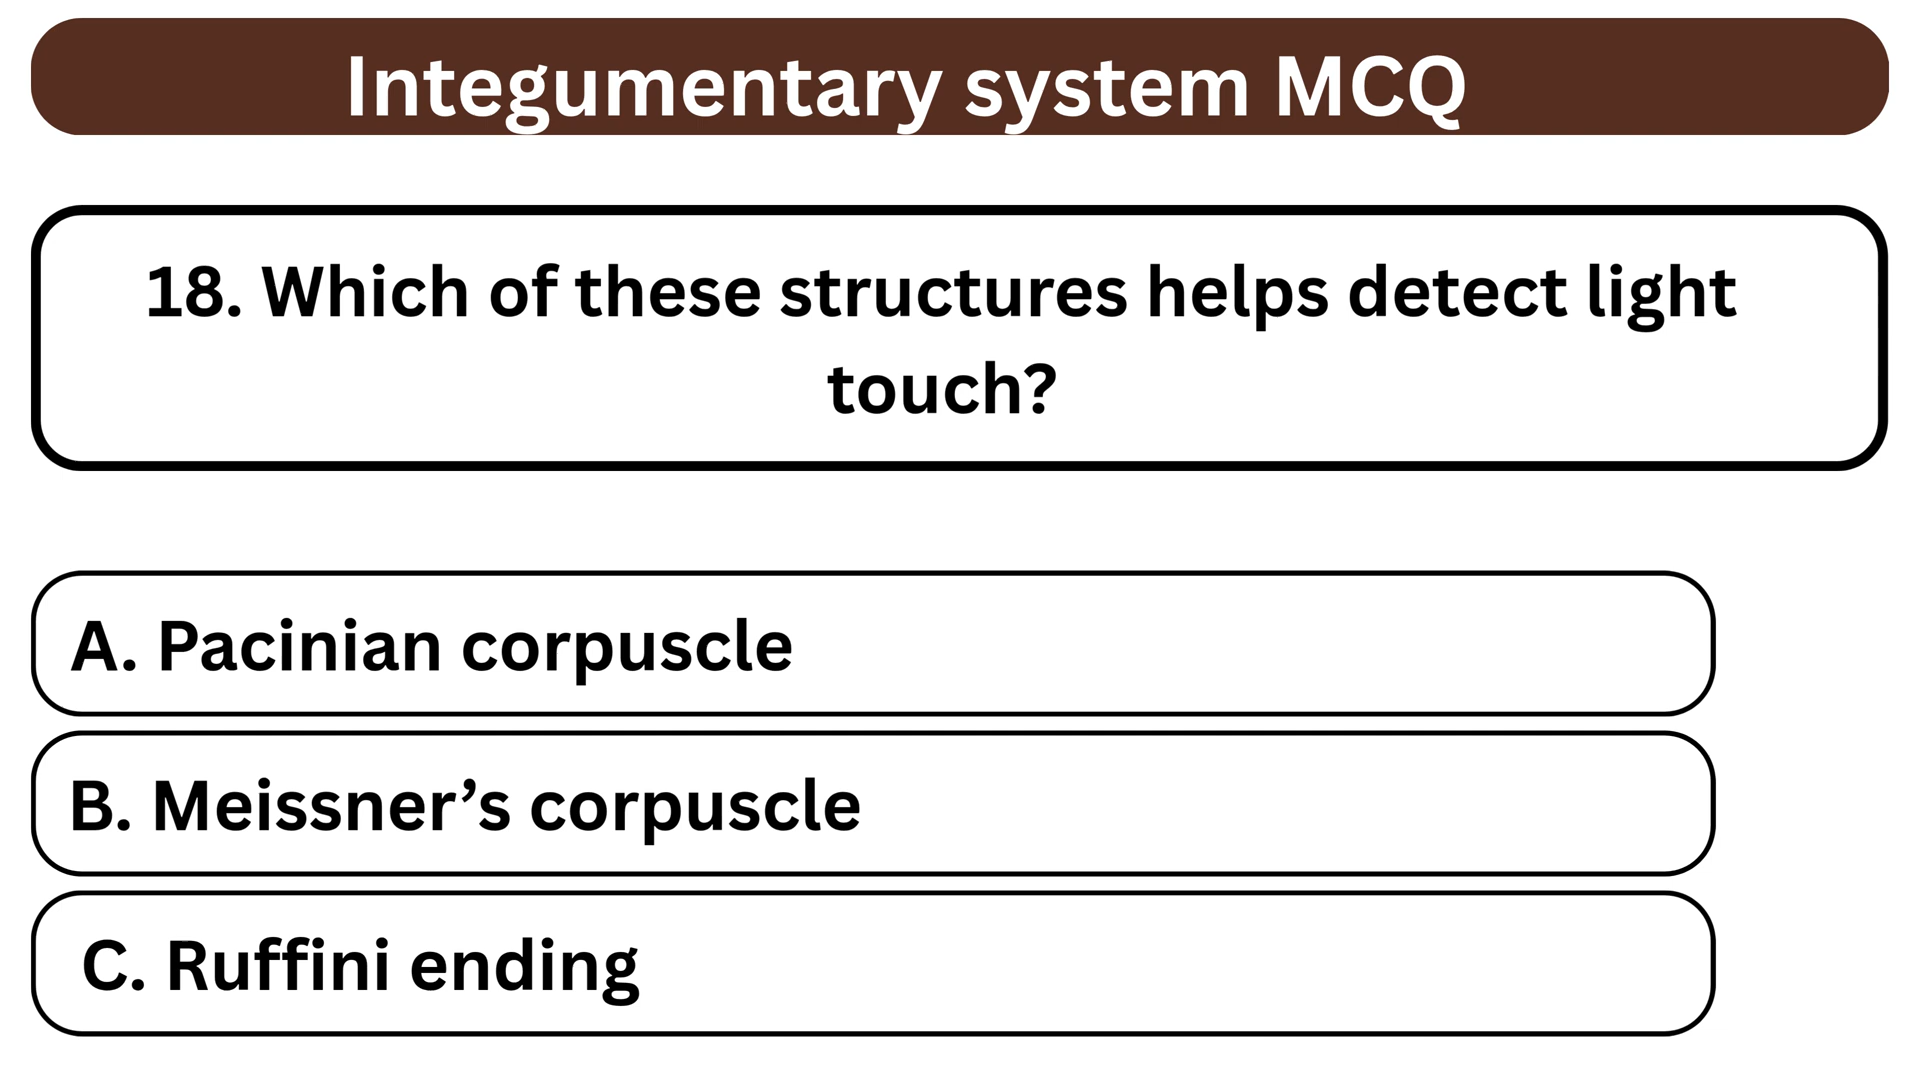 Integumentary system MCQ
18. Which of these structures helps detect light
touch?
A. Pacinian corpuscle
B. Meissner’s corpuscle
C. Ruffini ending